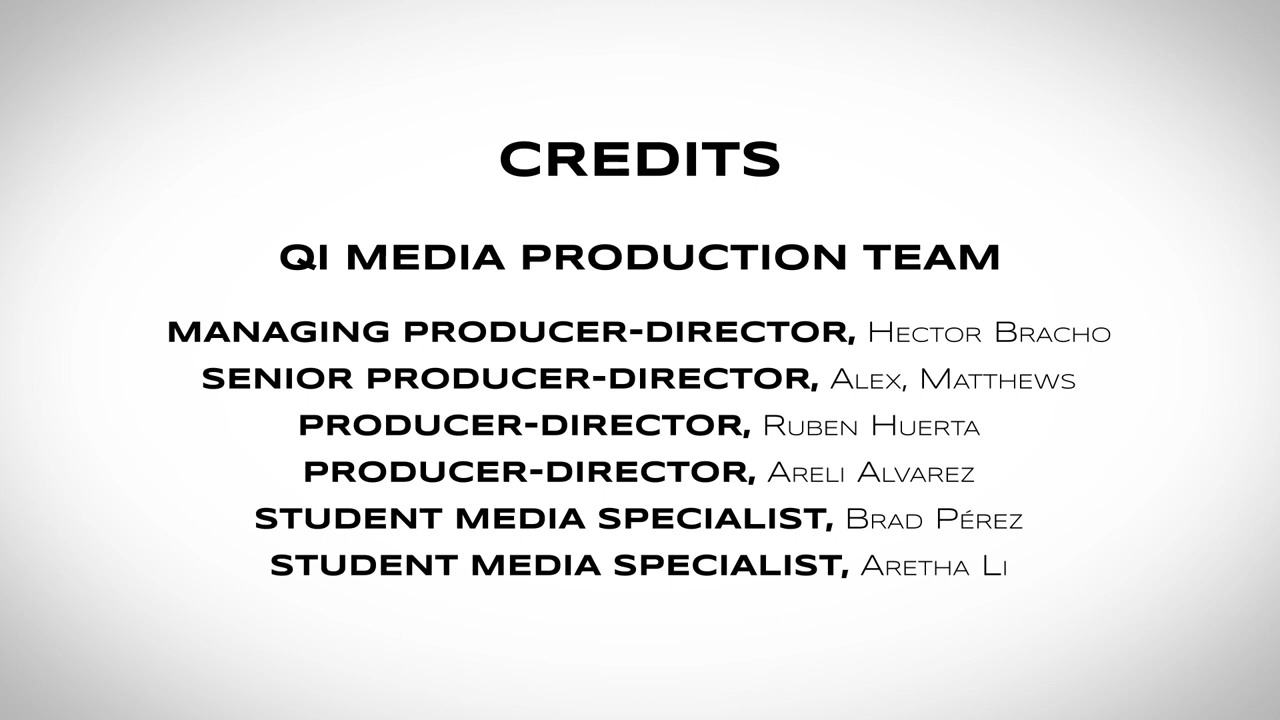 CREDITS
QI MEDIA PRODUCTION TEAM
MANAGING PRODUCER-DIRECTOR, Hector Bracho
SENIOR PRODUCER-DIRECTOR, Alex, Matthews
PRODUCER-DIRECTOR, Ruben Huerta
PRODUCER-DIRECTOR, Areli Alvarez
STUDENT MEDIA SPECIALIST, Brad Pérez
STUDENT MEDIA SPECIALIST, Aretha Li